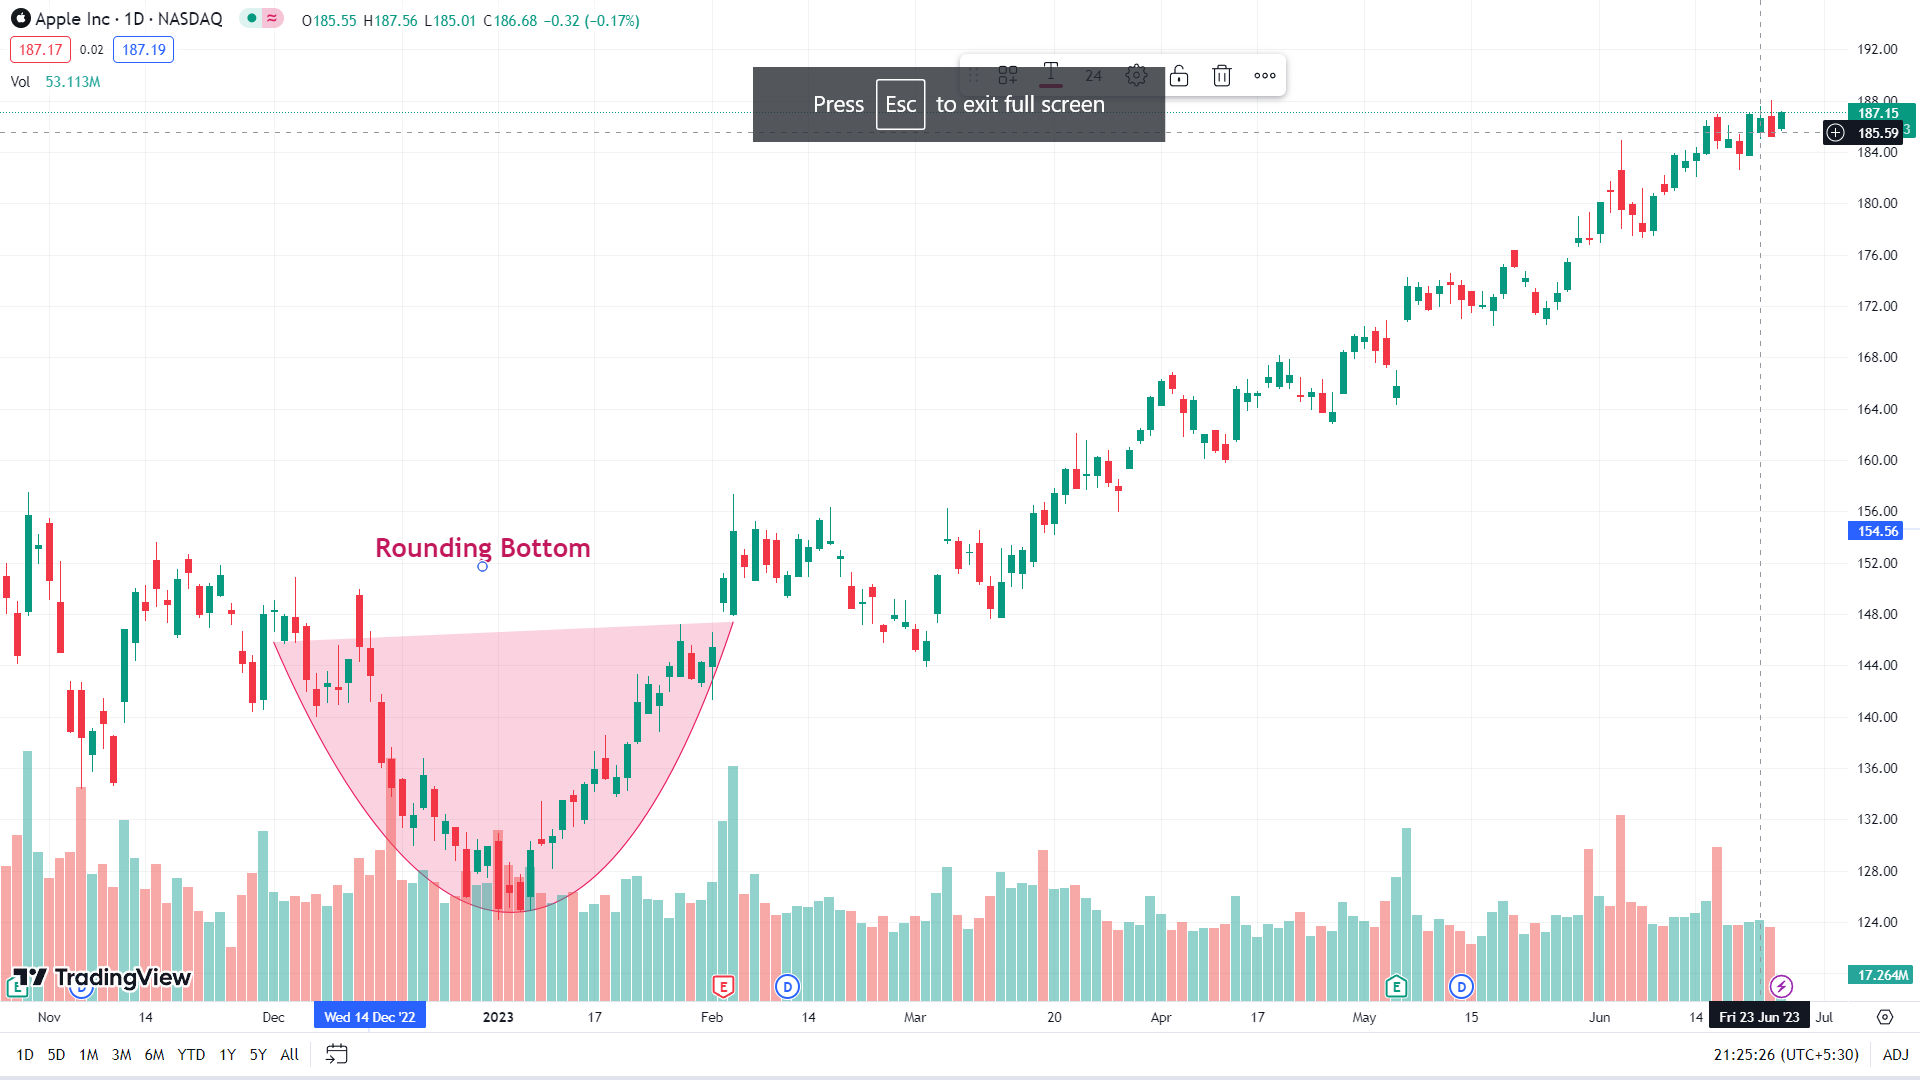 Apple Inc · 1D · NASDAQ
O185.55 H187.56 L185.01 C186.68 −0.32 (−0.17%)
187.17 0.02 187.19
Vol 53.113M
T 24
Press Esc to exit full screen
192.00
188.00
187.15
185.59
184.00
180.00
176.00
172.00
168.00
164.00
160.00
156.00
154.56
152.00
148.00
144.00
140.00
136.00
132.00
128.00
124.00
17.264M
Rounding Bottom
TradingView
E D E D E D
Nov 14 Dec Wed 14 Dec '22 2023 17 Feb 14 Mar 20 Apr 17 May 15 Jun 14 Fri 23 Jun '23 Jul
1D 5D 1M 3M 6M YTD 1Y 5Y All
21:25:26 (UTC+5:30) ADJ